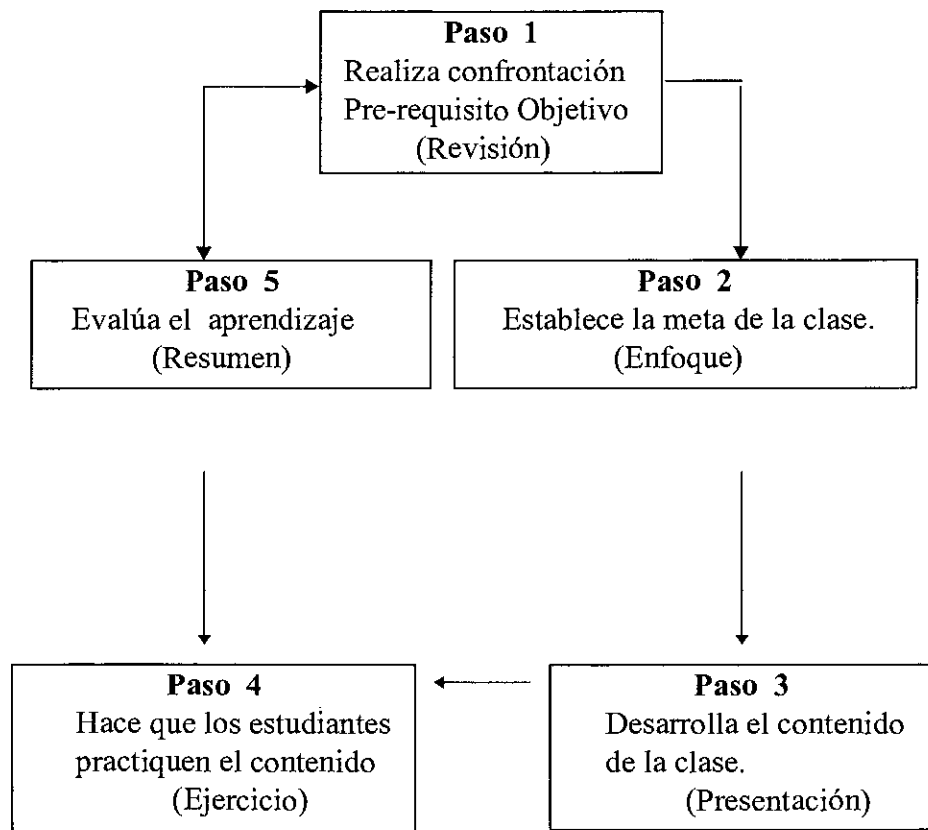 Paso 1
Realiza confrontación
Pre-requisito Objetivo
(Revisión)
Paso 5
Evalúa el aprendizaje
(Resumen)
Paso 2
Establece la meta de la clase.
(Enfoque)
Paso 4
Hace que los estudiantes
practiquen el contenido
(Ejercicio)
Paso 3
Desarrolla el contenido
de la clase.
(Presentación)